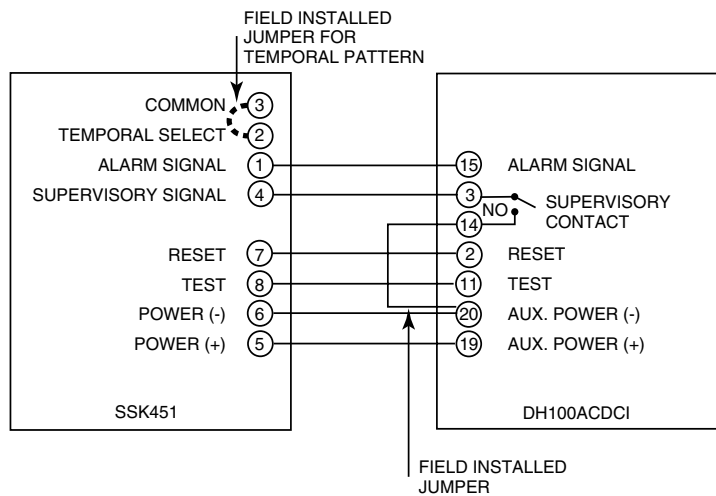 FIELD INSTALLED
JUMPER FOR
TEMPORAL PATTERN
COMMON 3
TEMPORAL SELECT 2
ALARM SIGNAL 1
SUPERVISORY SIGNAL 4
RESET 7
TEST 8
POWER (-) 6
POWER (+) 5
SSK451
15 ALARM SIGNAL
3
NO
14
SUPERVISORY
CONTACT
2 RESET
11 TEST
20 AUX. POWER (-)
19 AUX. POWER (+)
DH100ACDCI
FIELD INSTALLED
JUMPER